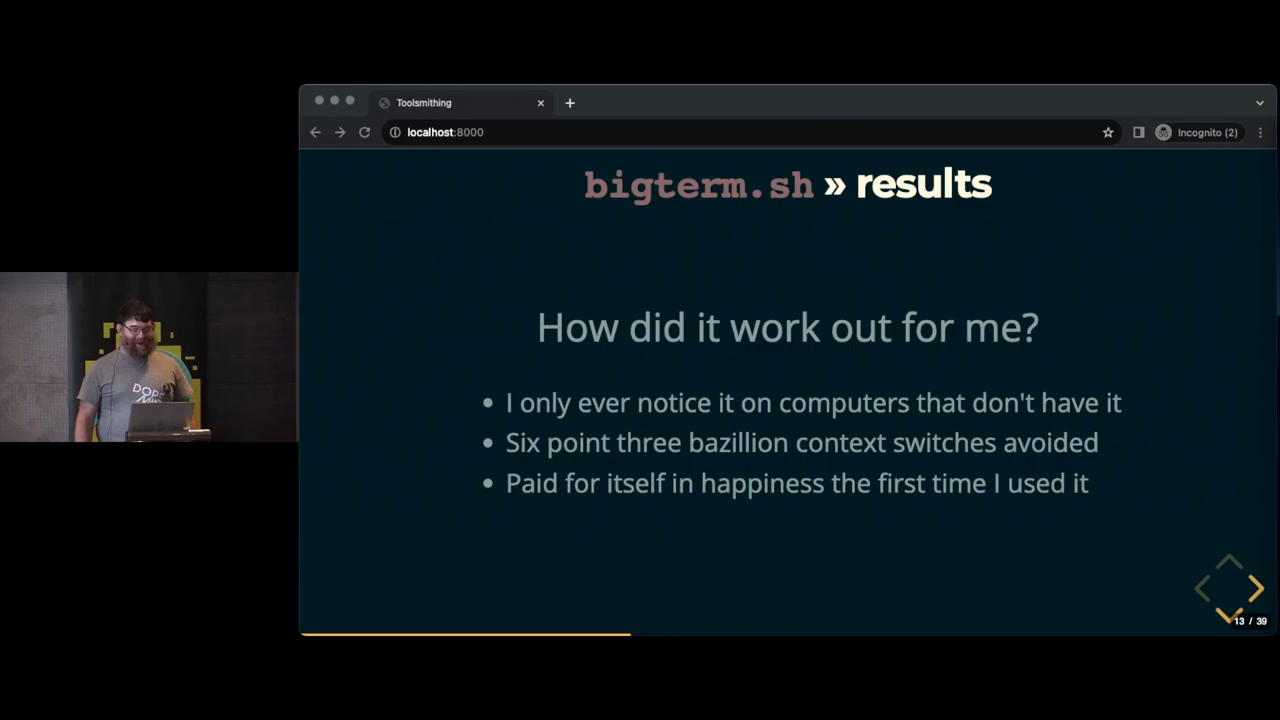 Toolsmithing
localhost:8000
Incognito (2)
bigterm.sh » results
How did it work out for me?
• I only ever notice it on computers that don't have it
• Six point three bazillion context switches avoided
• Paid for itself in happiness the first time I used it
13 / 39
DOPE